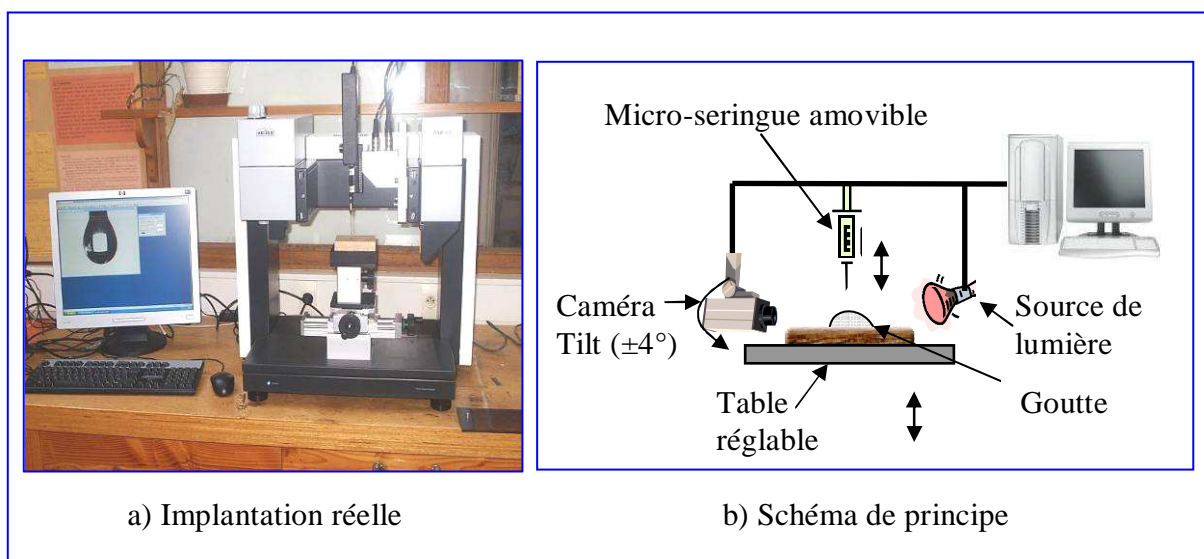 Micro-seringue amovible
Caméra
Tilt (±4°)
Source de
lumière
Table
réglable
Goutte
a) Implantation réelle
b) Schéma de principe